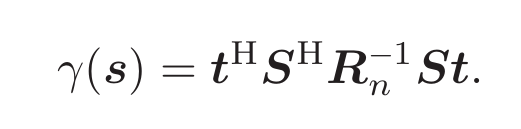 γ(s) = t^H S^H R_n^{-1} S t.